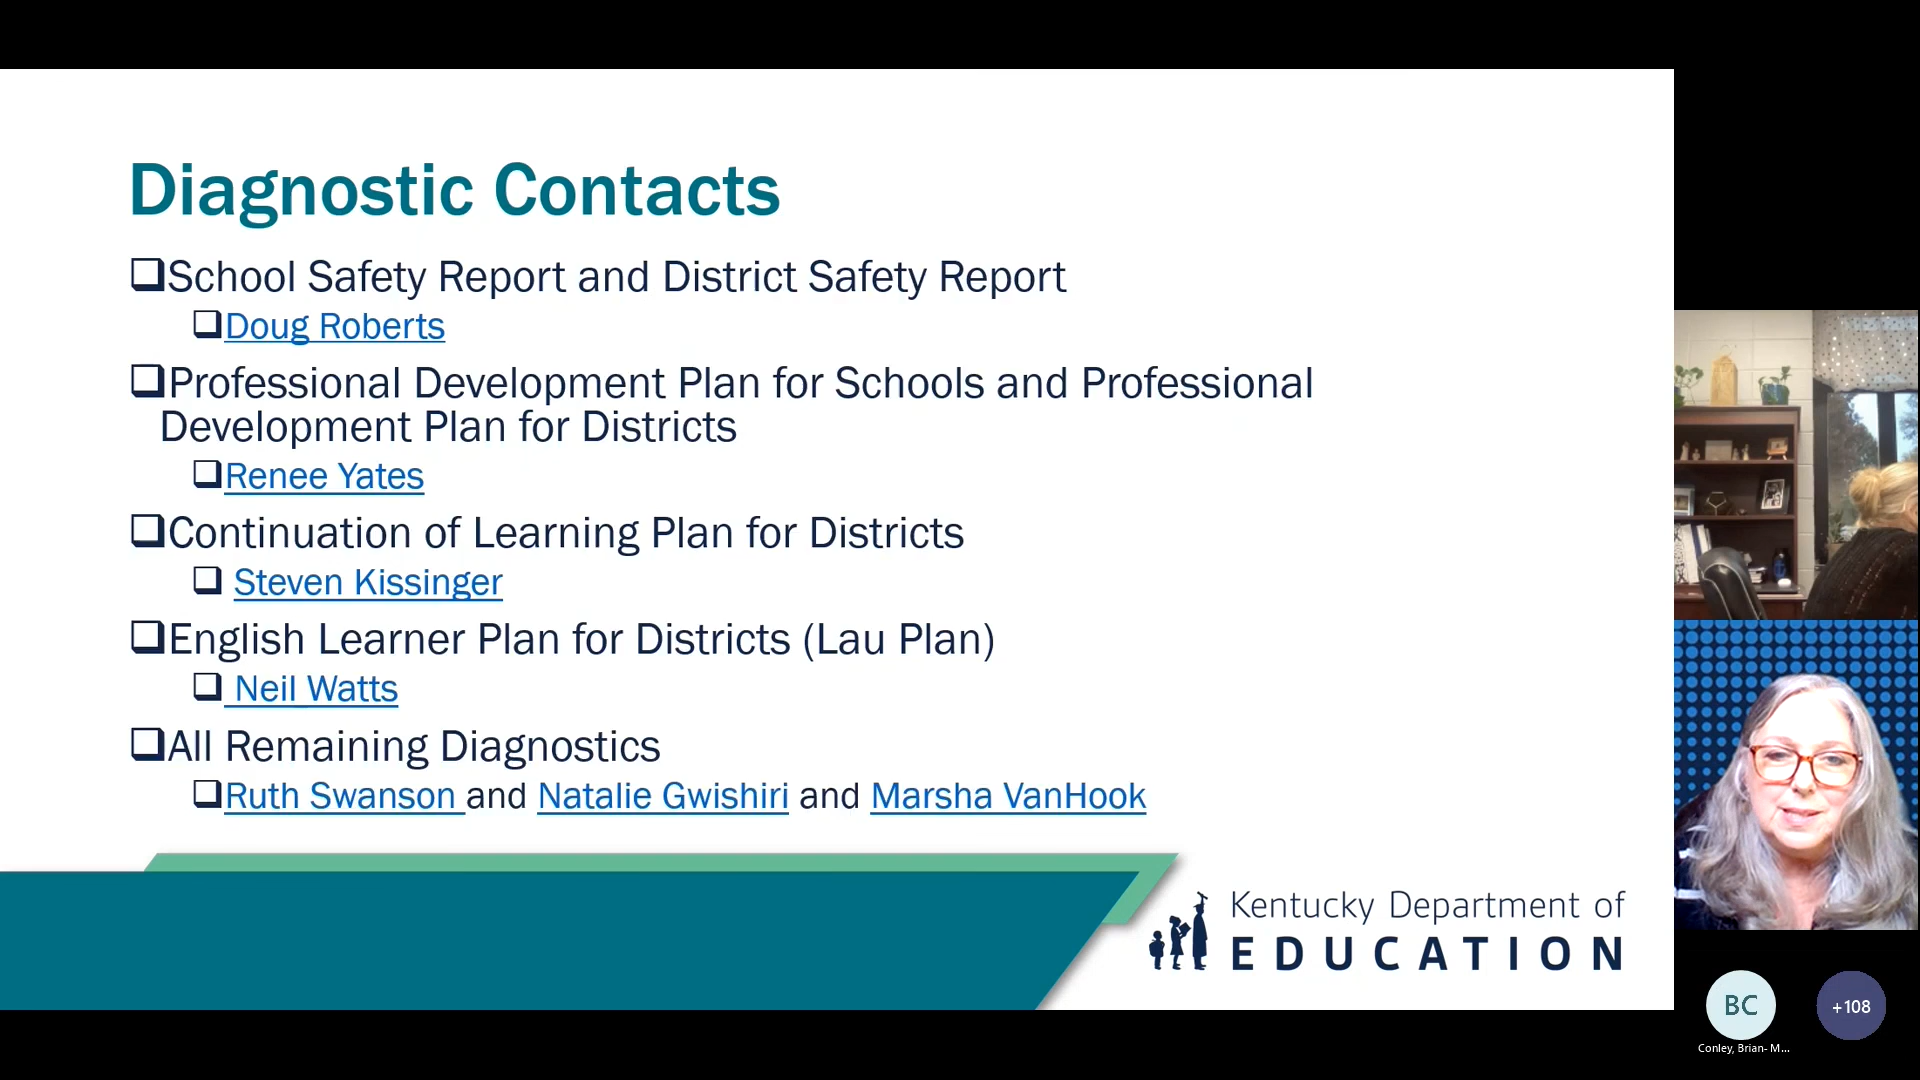 Diagnostic Contacts
School Safety Report and District Safety Report
Doug Roberts
Professional Development Plan for Schools and Professional
Development Plan for Districts
Renee Yates
Continuation of Learning Plan for Districts
Steven Kissinger
English Learner Plan for Districts (Lau Plan)
Neil Watts
All Remaining Diagnostics
Ruth Swanson and Natalie Gwishiri and Marsha VanHook
Kentucky Department of
EDUCATION
BC
+108
Conley, Brian- M...